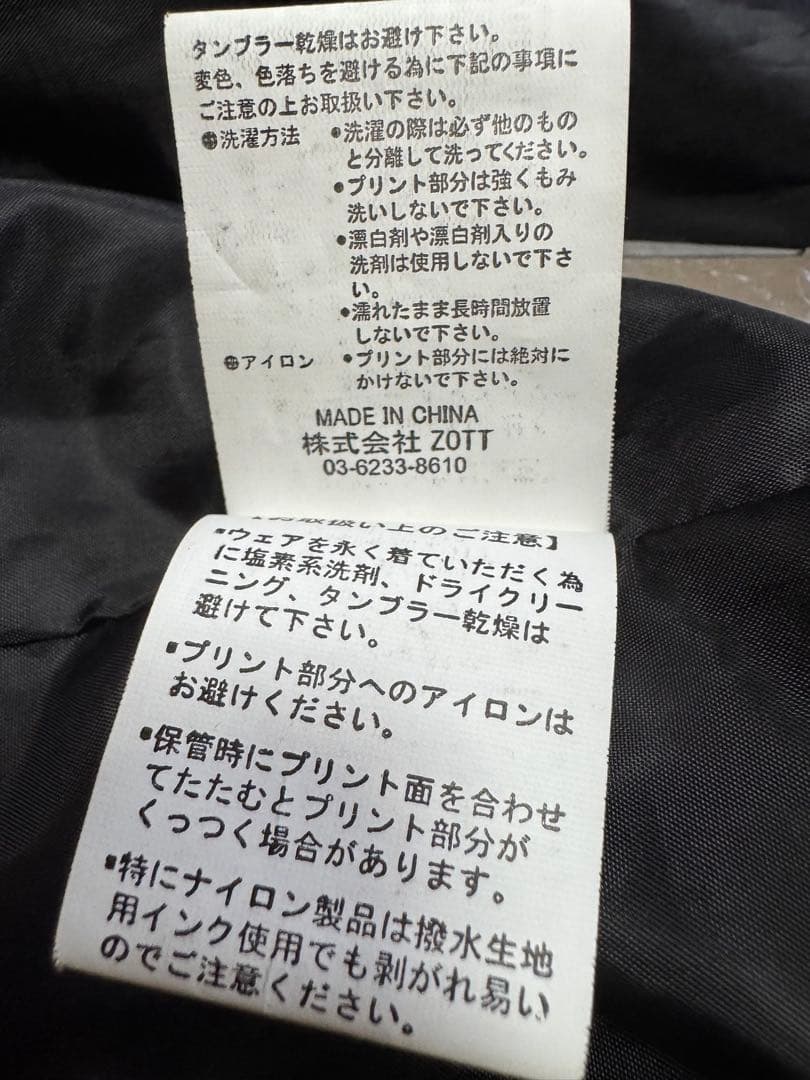 タンブラー乾燥はお避け下さい。
変色、色落ちを避ける為に下記の事項に
ご注意の上お取扱い下さい。
●洗濯方法 ●洗濯の際は必ず他のもの
と分離して洗ってください。
●プリント部分は強くもみ
洗いしないで下さい。
●漂白剤や漂白剤入りの
洗剤は使用しないで下さ
い。
●濡れたまま長時間放置
しないで下さい。
●アイロン ●プリント部分には絶対に
かけないで下さい。
MADE IN CHINA
株式会社 ZOTT
03-6233-8610
取扱い上のご注意】
■ウェアを永く着ていただく為
に塩素系洗剤、ドライクリー
ニング、タンブラー乾燥は
避けて下さい。
■プリント部分へのアイロンは
お避けください。
■保管時にプリント面を合わせ
てたたむとプリント部分が
くっつく場合があります。
■特にナイロン製品は撥水生地
用インク使用でも剥がれ易い
のでご注意ください。